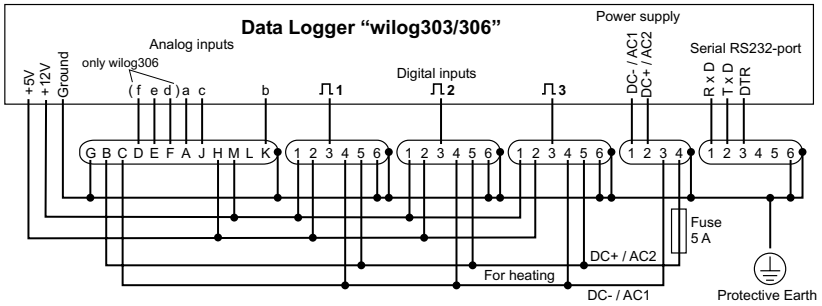 Data Logger “wilog303/306”
Power supply
Analog inputs
only wilog306
Digital inputs
Serial RS232-port
+5V
+12V
Ground
( f e d ) a c b
1
2
3
DC- / AC1
DC+ / AC2
R x D
T x D
DTR
G B C D E F A J H M L K
1 2 3 4 5 6
1 2 3 4 5 6
1 2 3 4 5 6
1 2 3 4
1 2 3 4 5 6
Fuse
5 A
DC+ / AC2
For heating
DC- / AC1
Protective Earth